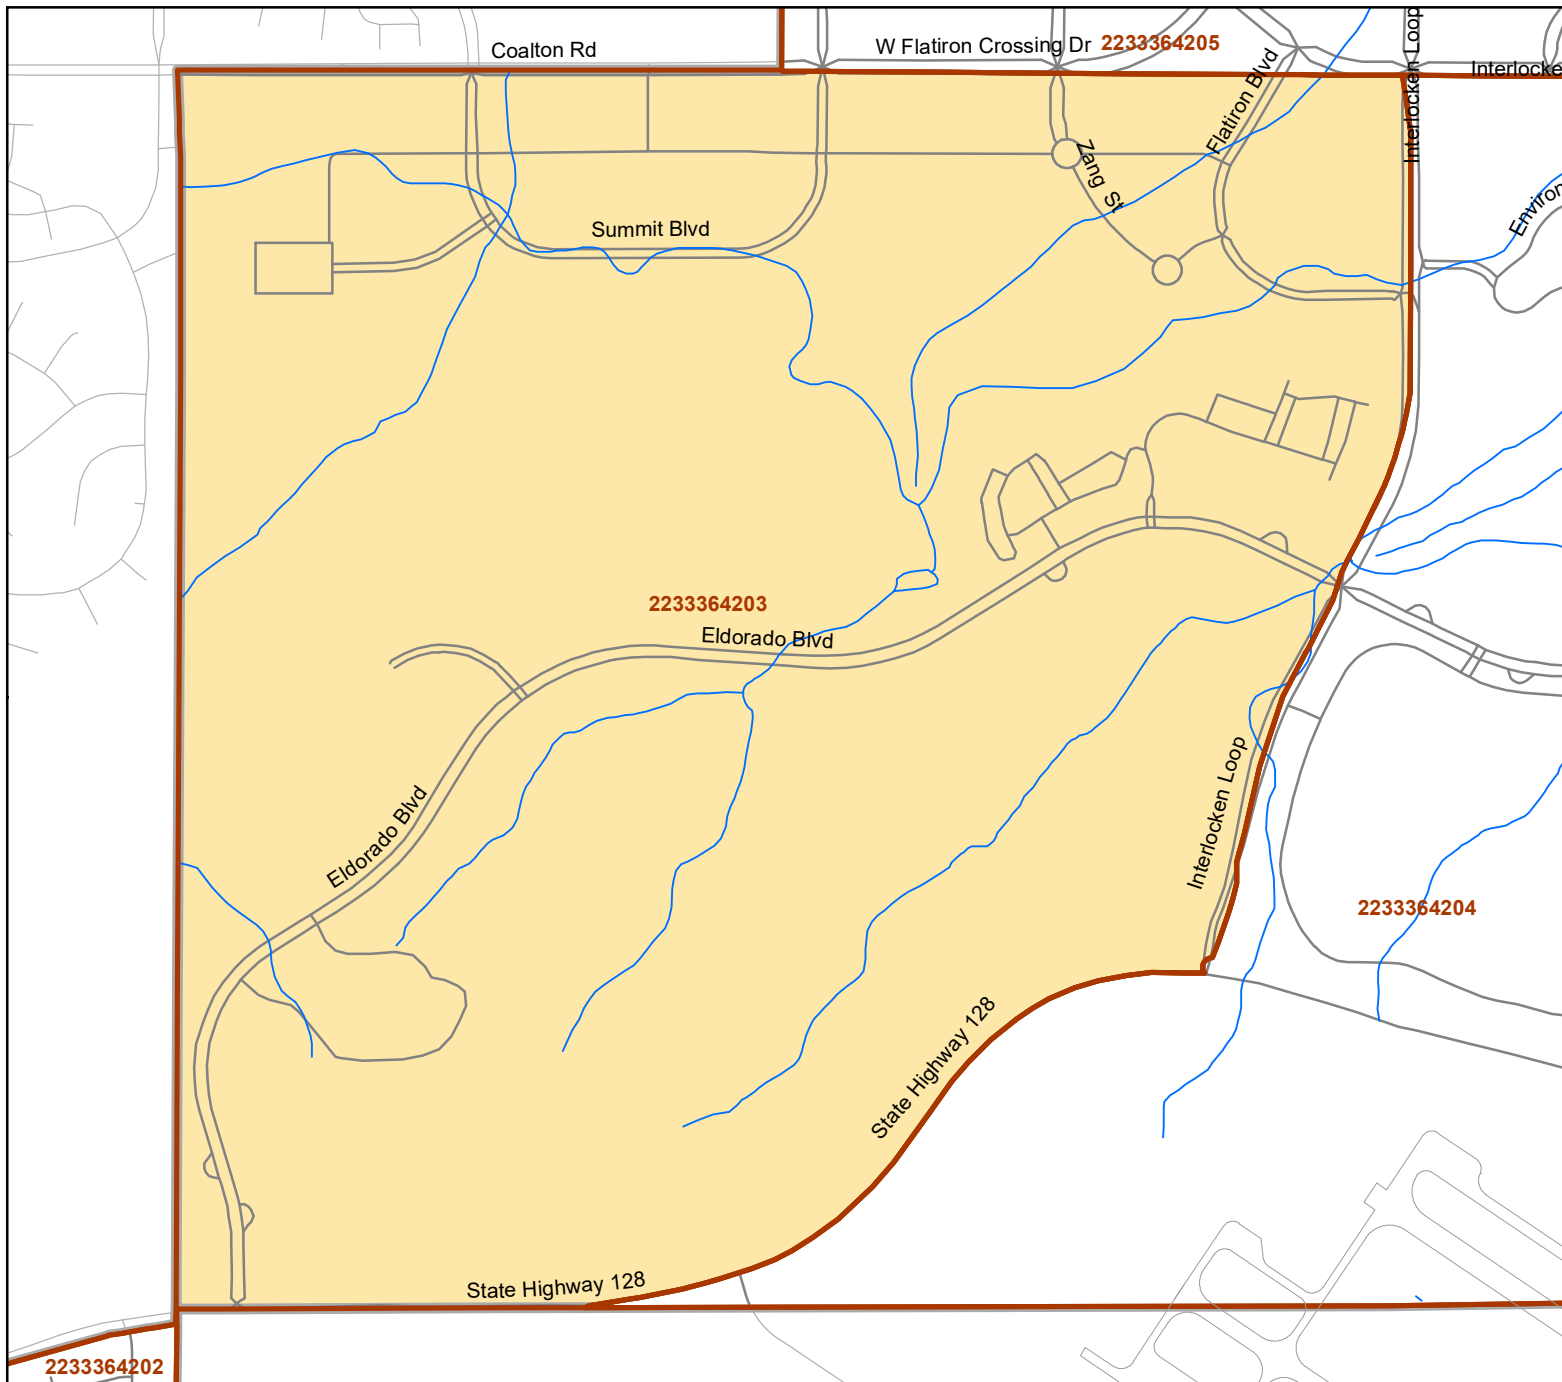 Coalton Rd
W Flatiron Crossing Dr
2233364205
Interlocken Loop
Interlocke
Flatiron Blvd
Zang St
Environ
Summit Blvd
2233364203
Eldorado Blvd
Eldorado Blvd
Interlocken Loop
2233364204
State Highway 128
State Highway 128
2233364202